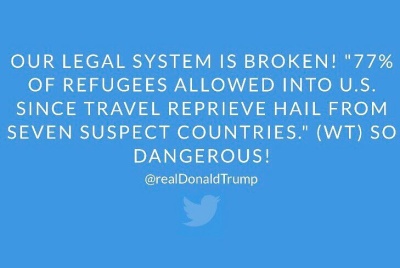 OUR LEGAL SYSTEM IS BROKEN! "77%
OF REFUGEES ALLOWED INTO U.S.
SINCE TRAVEL REPRIEVE HAIL FROM
SEVEN SUSPECT COUNTRIES." (WT) SO
DANGEROUS!
@realDonaldTrump